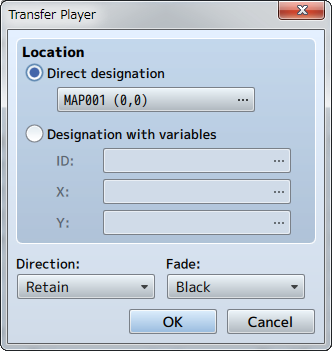 Transfer Player
Location
Direct designation
MAP001 (0,0) ...
Designation with variables
ID: ...
X: ...
Y: ...
Direction: Fade:
Retain Black
OK Cancel